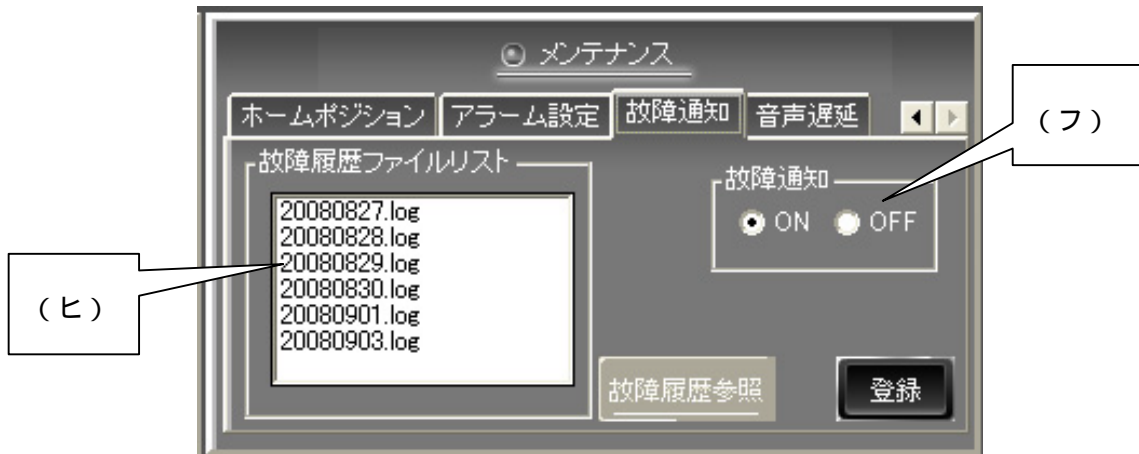 メンテナンス
ホームポジション アラーム設定 故障通知 音声遅延
(フ)
故障履歴ファイルリスト
故障通知
ON OFF
20080827.log
20080828.log
20080829.log
20080830.log
20080901.log
20080903.log
(ヒ)
故障履歴参照
登録